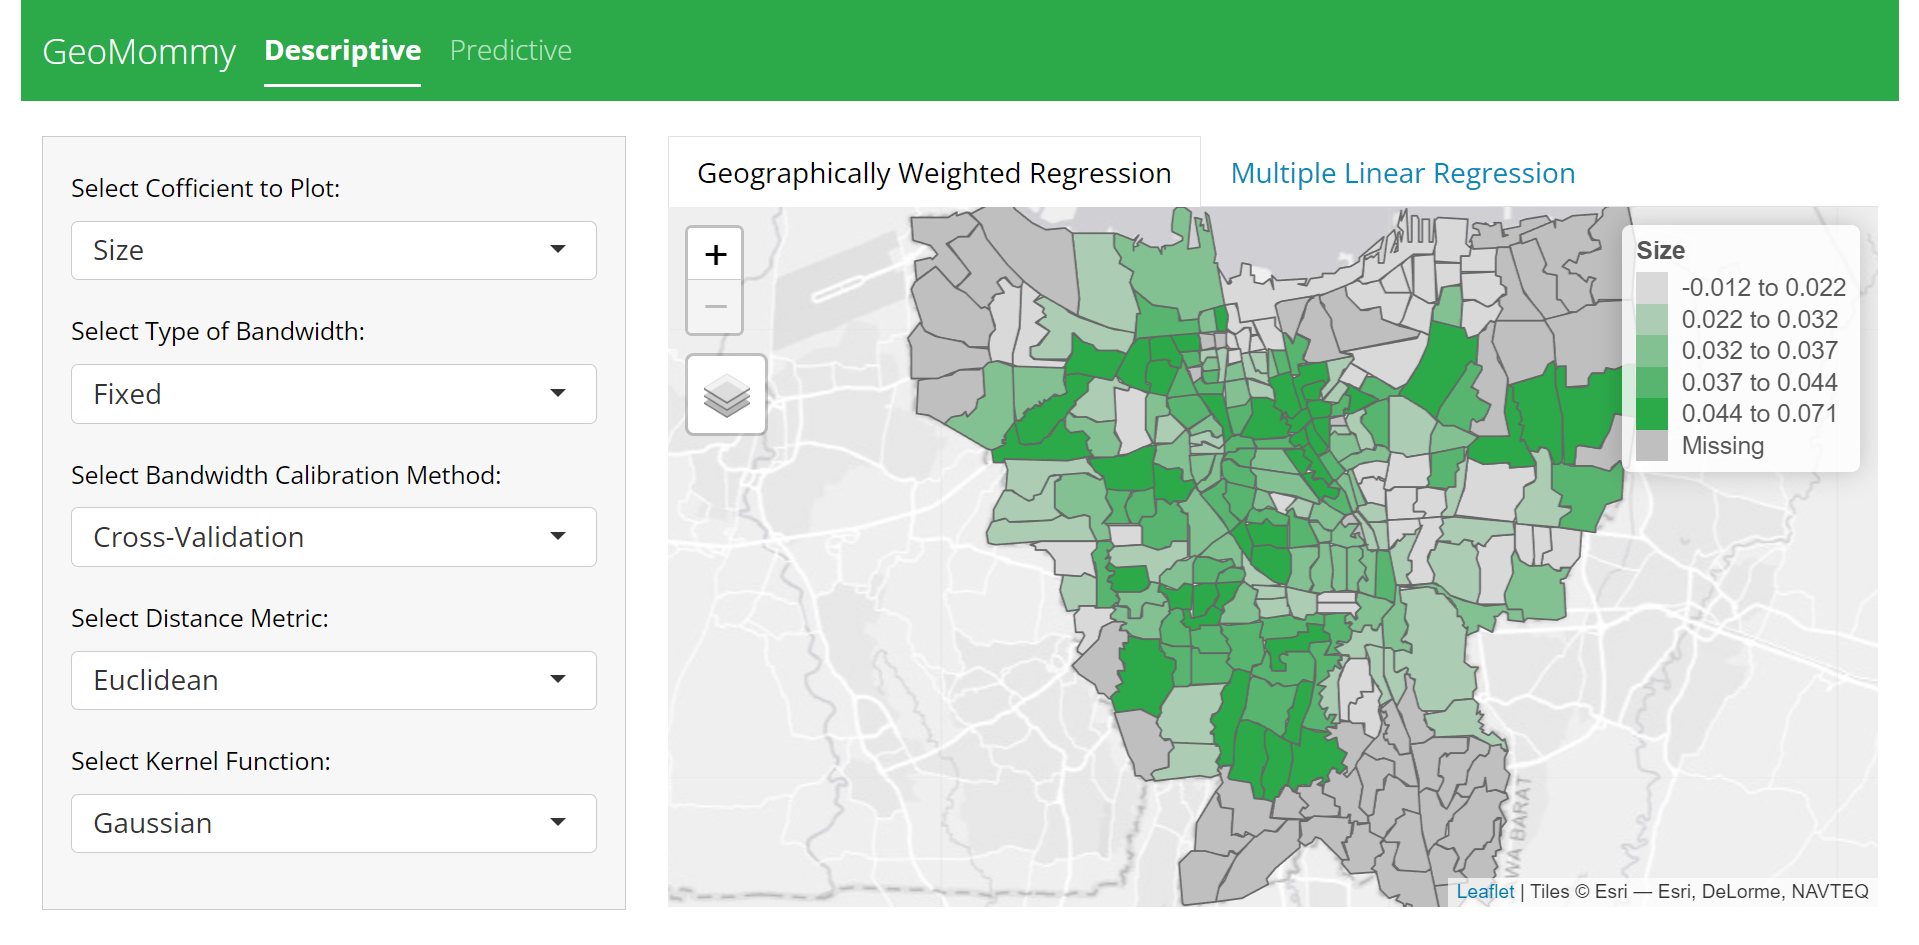 GeoMommy Descriptive Predictive
Select Cofficient to Plot:
Size
Select Type of Bandwidth:
Fixed
Select Bandwidth Calibration Method:
Cross-Validation
Select Distance Metric:
Euclidean
Select Kernel Function:
Gaussian
Geographically Weighted Regression Multiple Linear Regression
+
−
Size
-0.012 to 0.022
0.022 to 0.032
0.032 to 0.037
0.037 to 0.044
0.044 to 0.071
Missing
WA BARAT
Leaflet | Tiles © Esri — Esri, DeLorme, NAVTEQ